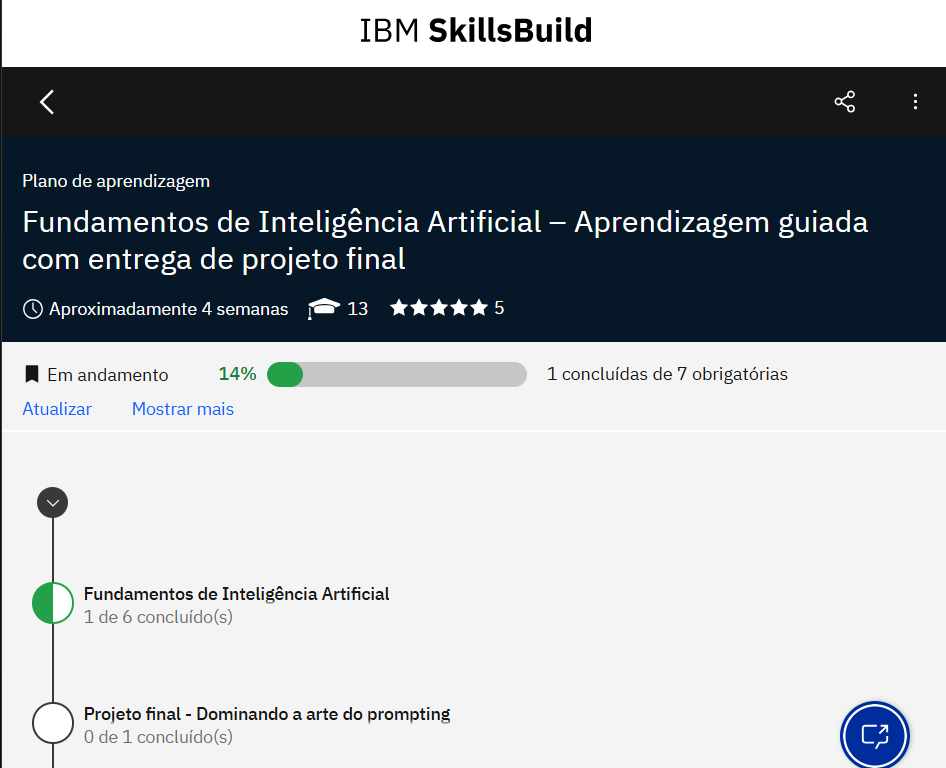 IBM SkillsBuild
Plano de aprendizagem
Fundamentos de Inteligência Artificial – Aprendizagem guiada
com entrega de projeto final
Aproximadamente 4 semanas 13 5
Em andamento 14% 1 concluídas de 7 obrigatórias
Atualizar Mostrar mais
Fundamentos de Inteligência Artificial
1 de 6 concluído(s)
Projeto final - Dominando a arte do prompting
0 de 1 concluído(s)